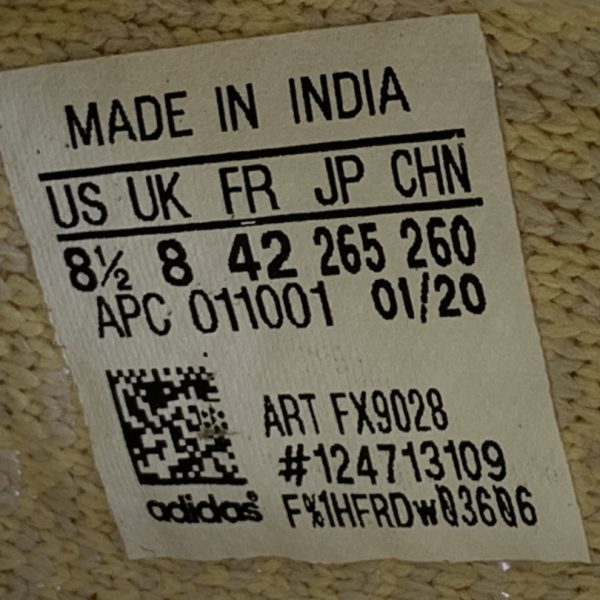 MADE IN INDIA
US UK FR JP CHN
8½ 8 42 265 260
APC 011001 01/20
ART FX9028
#124713109
adidas® F%1HFRDw03606